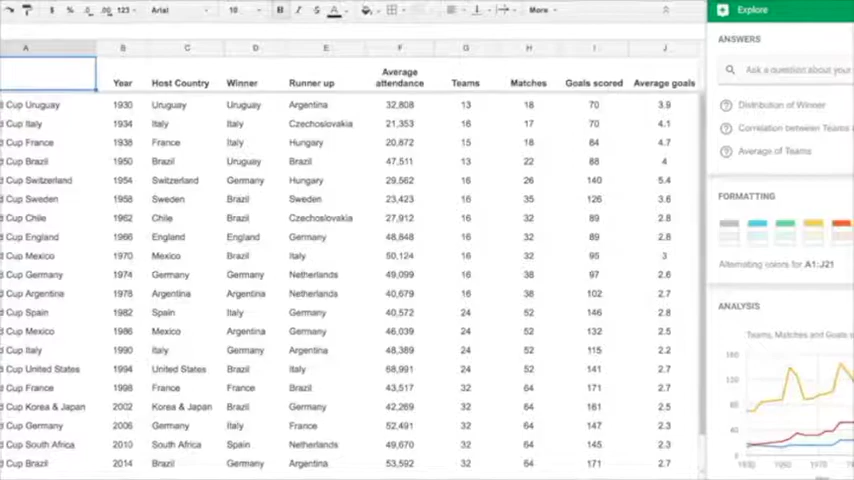 $ % .0 .00 123 Arial 10 B I S A More
Explore
A B C D E F G H I J
ANSWERS
Year Host Country Winner Runner up Average attendance Teams Matches Goals scored Average goals
Ask a question about your
d Cup Uruguay 1930 Uruguay Uruguay Argentina 32,808 13 18 70 3.9
Distribution of Winner
d Cup Italy 1934 Italy Italy Czechoslovakia 21,353 16 17 70 4.1
Correlation between Teams
d Cup France 1938 France Italy Hungary 20,872 15 18 84 4.7
Average of Teams
d Cup Brazil 1950 Brazil Uruguay Brazil 47,511 13 22 88 4
d Cup Switzerland 1954 Switzerland Germany Hungary 29,562 16 26 140 5.4
FORMATTING
d Cup Sweden 1958 Sweden Brazil Sweden 23,423 16 35 126 3.6
d Cup Chile 1962 Chile Brazil Czechoslovakia 27,912 16 32 89 2.8
d Cup England 1966 England England Germany 48,848 16 32 89 2.8
d Cup Mexico 1970 Mexico Brazil Italy 50,124 16 32 95 3
Alternating colors for A1:J21
d Cup Germany 1974 Germany Germany Netherlands 49,099 16 38 97 2.6
d Cup Argentina 1978 Argentina Argentina Netherlands 40,679 16 38 102 2.7
ANALYSIS
d Cup Spain 1982 Spain Italy Germany 40,572 24 52 146 2.8
d Cup Mexico 1986 Mexico Argentina Germany 46,039 24 52 132 2.5
Teams, Matches and Goals s
d Cup Italy 1990 Italy Germany Argentina 48,389 24 52 115 2.2
160
d Cup United States 1994 United States Brazil Italy 68,991 24 52 141 2.7
120
d Cup France 1998 France France Brazil 43,517 32 64 171 2.7
d Cup Korea & Japan 2002 Korea & Japan Brazil Germany 42,269 32 64 161 2.5
80
d Cup Germany 2006 Germany Italy France 52,491 32 64 147 2.3
40
d Cup South Africa 2010 South Africa Spain Netherlands 49,670 32 64 145 2.3
0
d Cup Brazil 2014 Brazil Germany Argentina 53,592 32 64 171 2.7
1930 1950 1970 1990